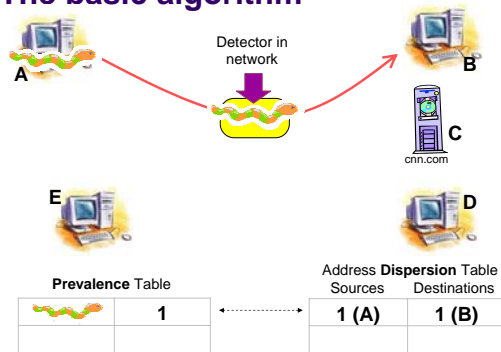 The basic algorithm
Detector in
network
A
B
C
cnn.com
E
D
Prevalence Table
Address Dispersion Table
Sources Destinations
1
1 (A) 1 (B)